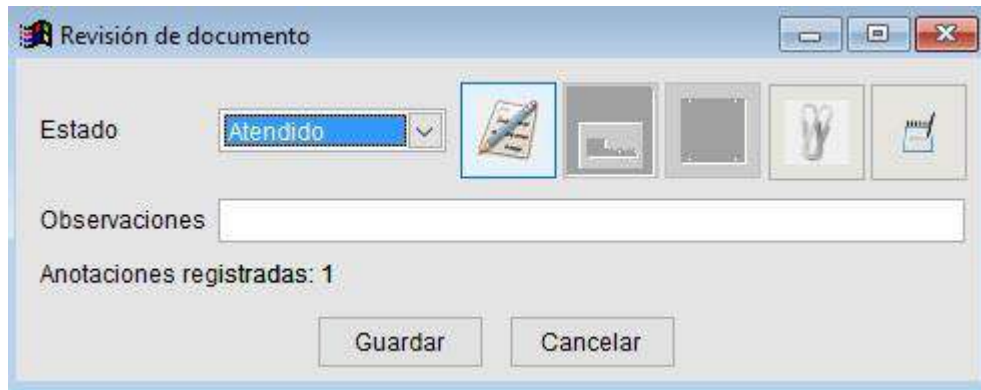 Revisión de documento
Estado
Atendido
Observaciones
Anotaciones registradas: 1
Guardar Cancelar